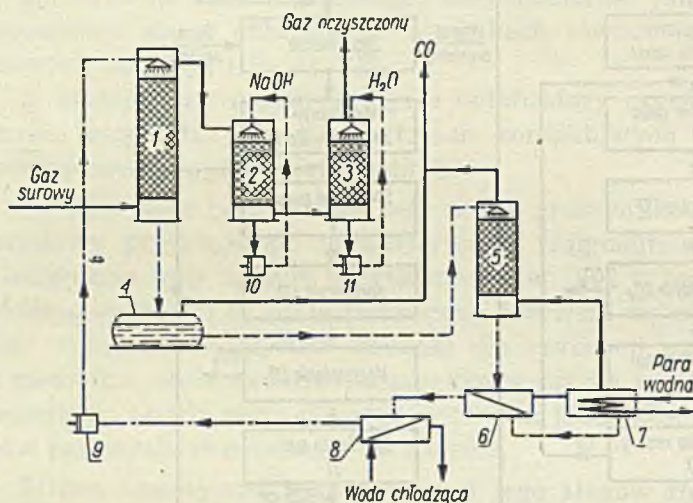 Gaz oczyszczony
CO
NaOH
H₂O
1
2
3
Gaz
surowy
5
10
11
4
Para
wodna
9
8
6
7
Woda chłodząca